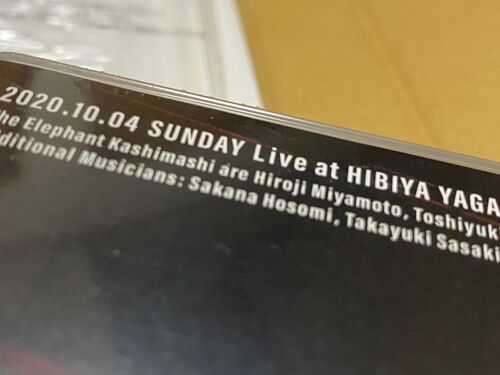 2020.10.04 SUNDAY Live at HIBIYA YAGA
he Elephant Kashimashi are Hiroji Miyamoto, Toshiyuki
ditional Musicians: Sakana Hosomi, Takayuki Sasaki